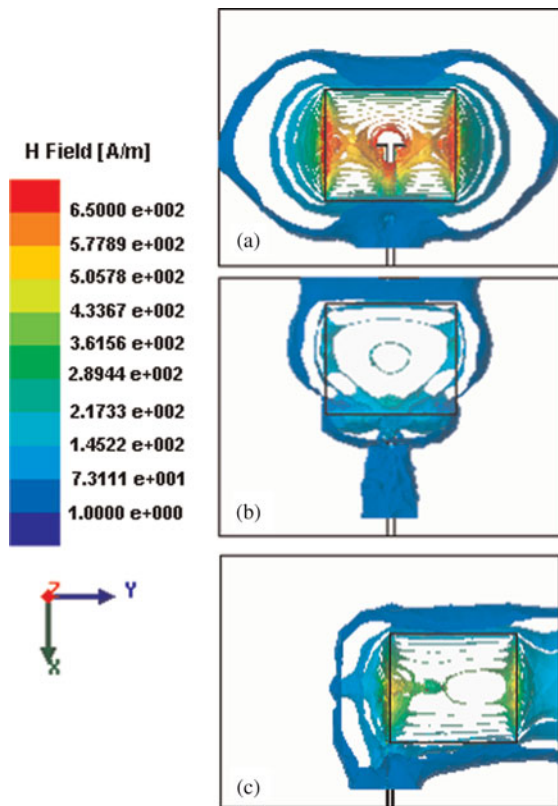 H Field [A/m]
6.5000 e+002
5.7789 e+002
5.0578 e+002
4.3367 e+002
3.6156 e+002
2.8944 e+002
2.1733 e+002
1.4522 e+002
7.3111 e+001
1.0000 e+000
Z
Y
X
(a)
(b)
(c)